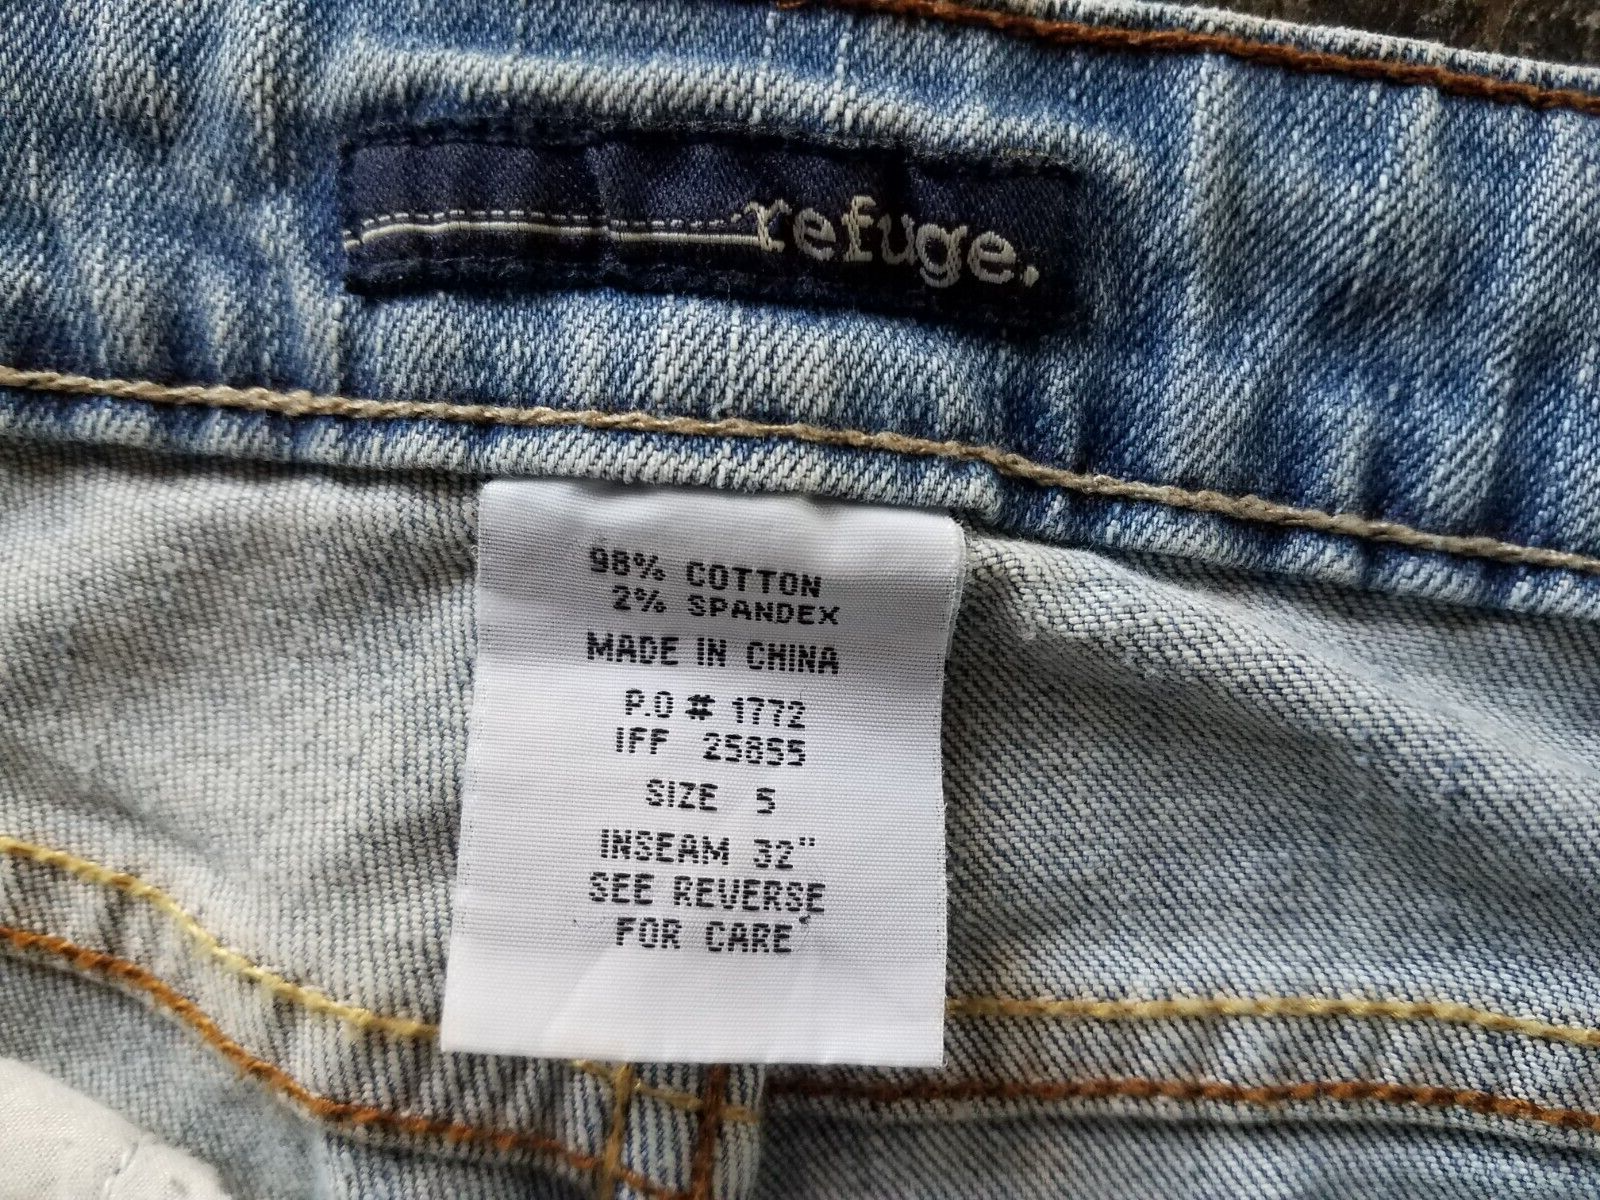 refuge.
98% COTTON
2% SPANDEX
MADE IN CHINA
P.O # 1772
IFF 25855
SIZE 5
INSEAM 32"
SEE REVERSE
FOR CARE